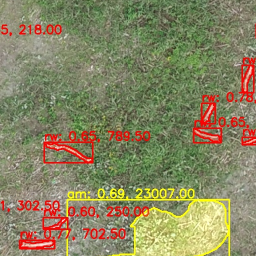 5, 218.00
rw: 0.78,
rw: 0.65,
rw: 0.65, 789.50
am: 0.69, 23007.00
1, 302.50
rw: 0.60, 250.00
rw: 0.77, 702.50